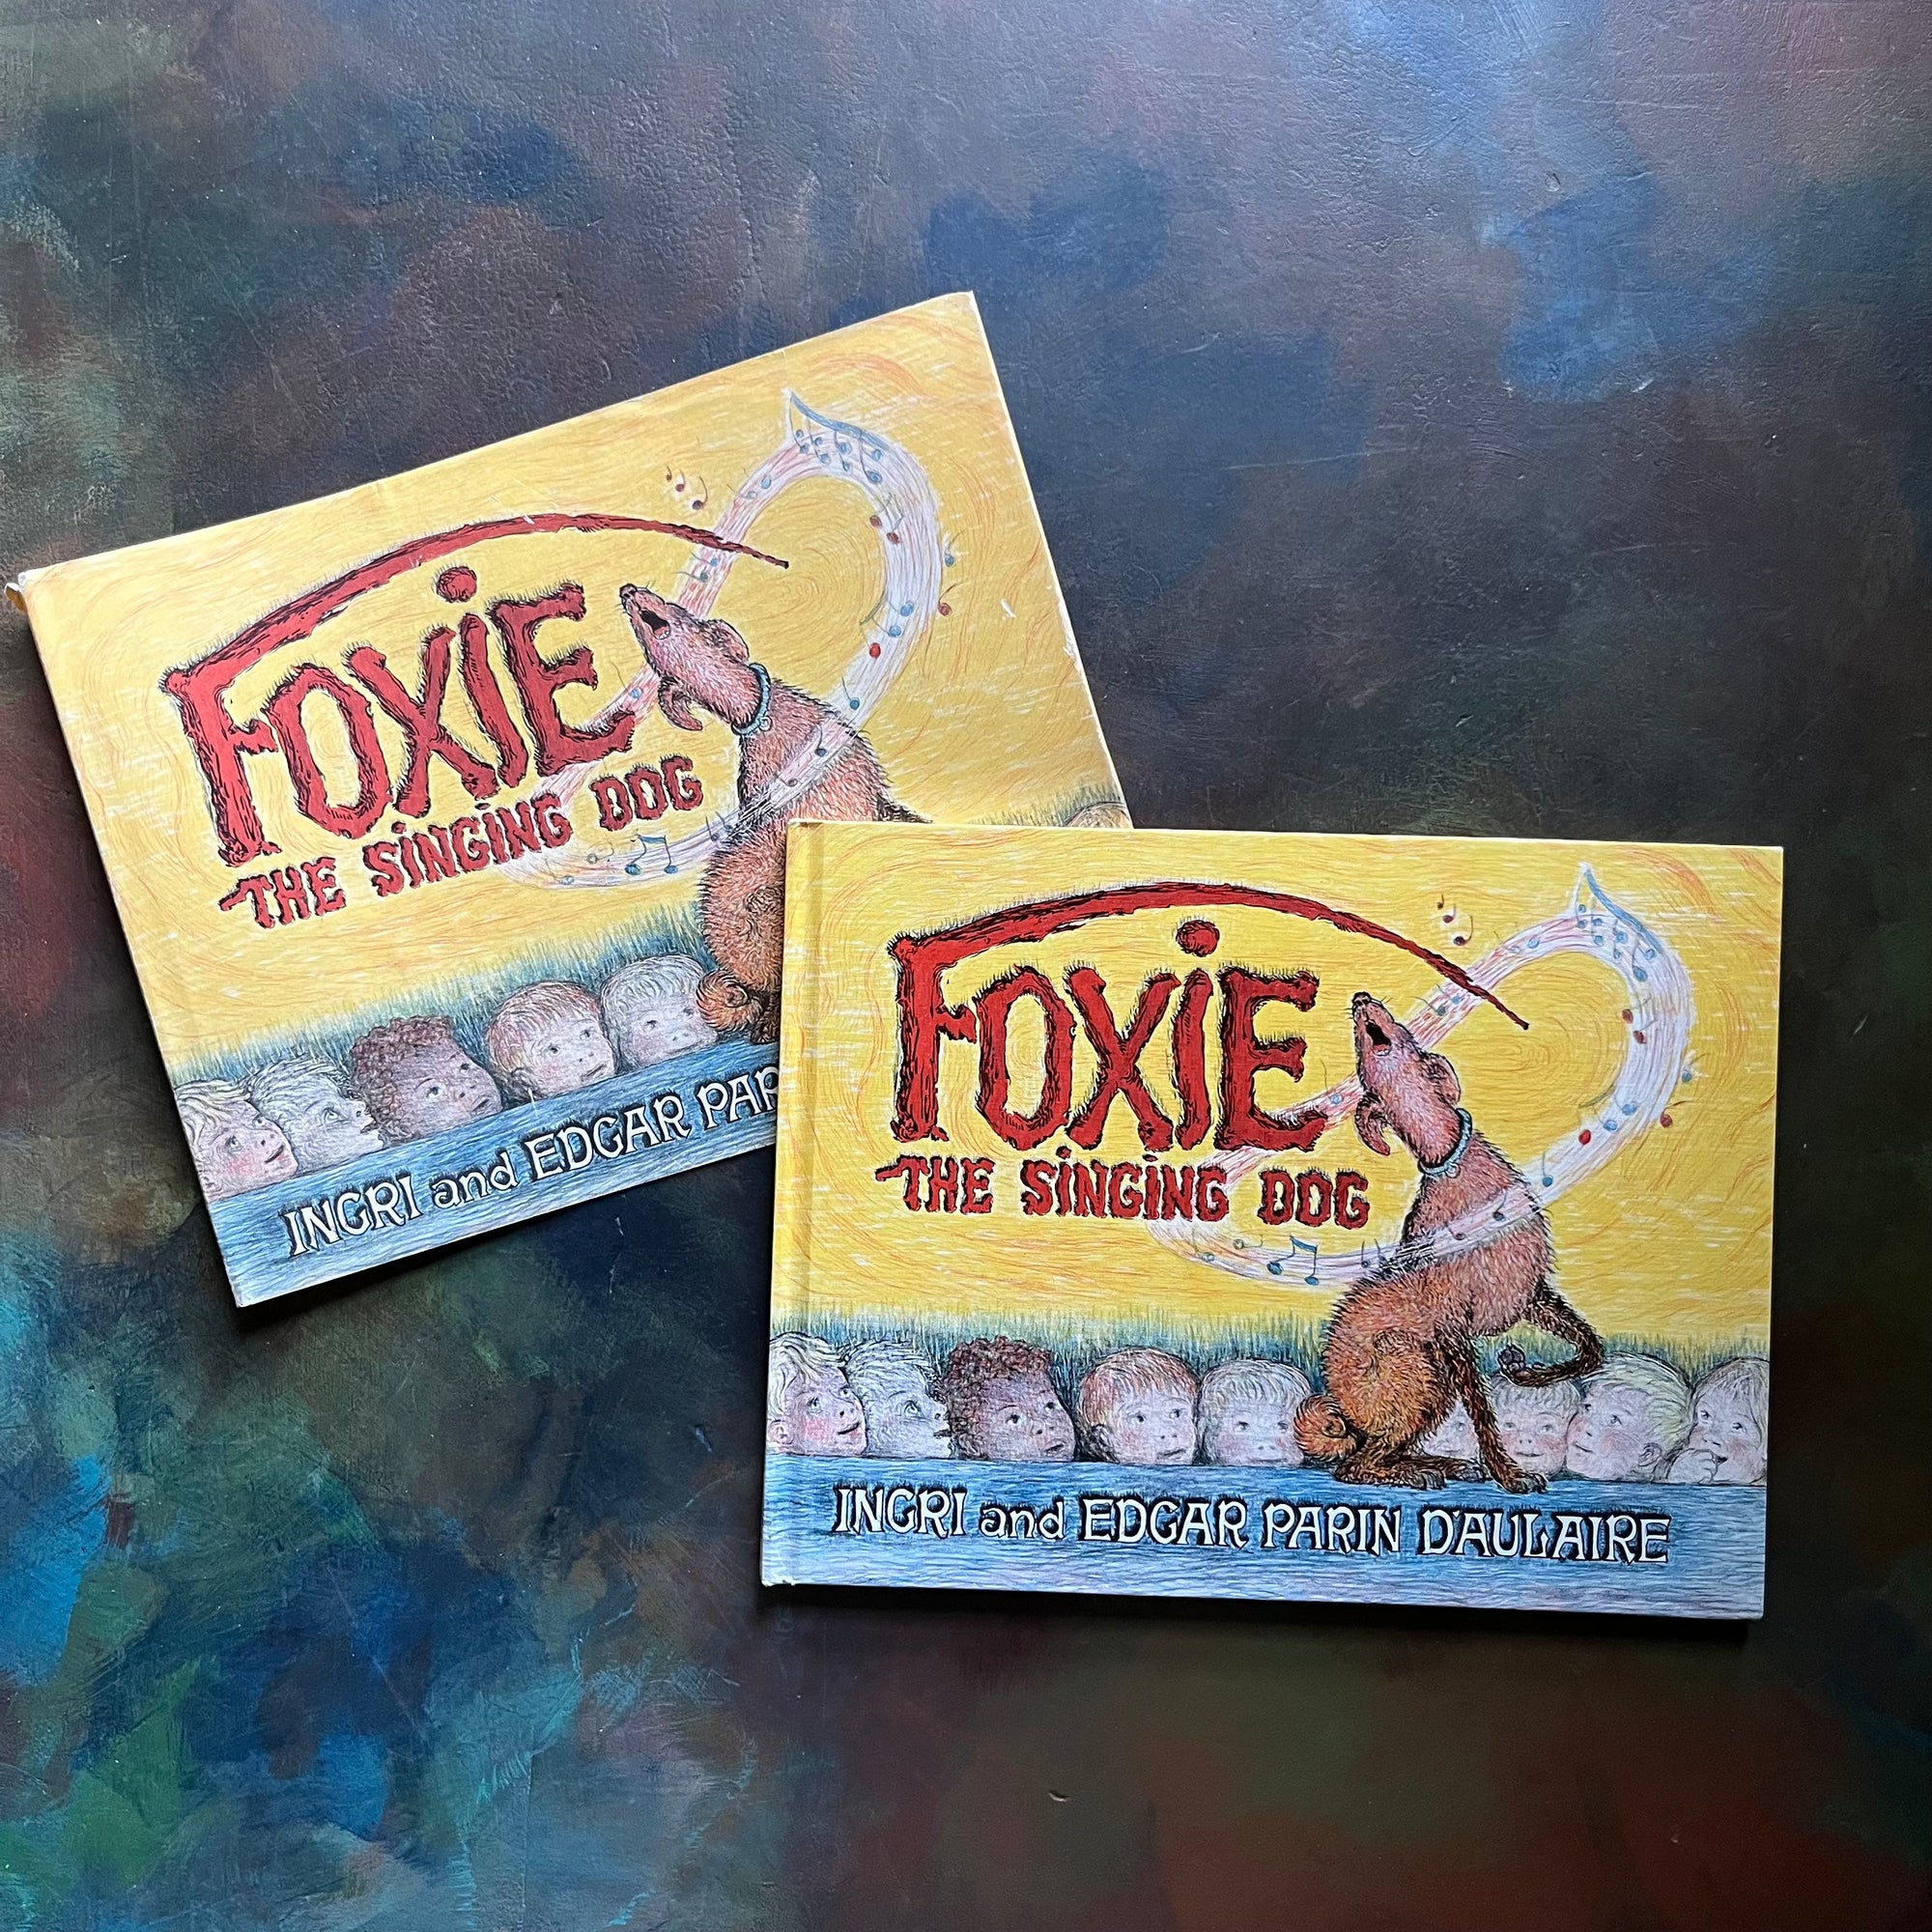 FOXiE
THE SiNGiNG DOG
INGRI and EDGAR PAR
FOXiE
THE SiNGiNG DOG
INGRI and EDGAR PARIN D'AULAIRE